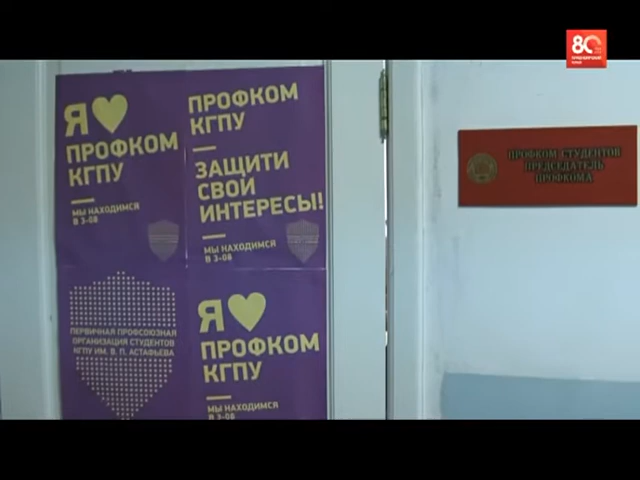 80
Я
ПРОФКОМ
КГПУ
МЫ НАХОДИМСЯ
В 3-08
ПРОФКОМ
КГПУ
ЗАЩИТИ
СВОИ
ИНТЕРЕСЫ!
МЫ НАХОДИМСЯ
В 3-08
ПЕРВИЧНАЯ ПРОФСОЮЗНАЯ
ОРГАНИЗАЦИЯ СТУДЕНТОВ
КГПУ ИМ. В. П. АСТАФЬЕВА
Я
ПРОФКОМ
КГПУ
МЫ НАХОДИМСЯ
В 3-08
ПРОФКОМ СТУДЕНТОВ
ПРЕДСЕДАТЕЛЬ
ПРОФКОМА